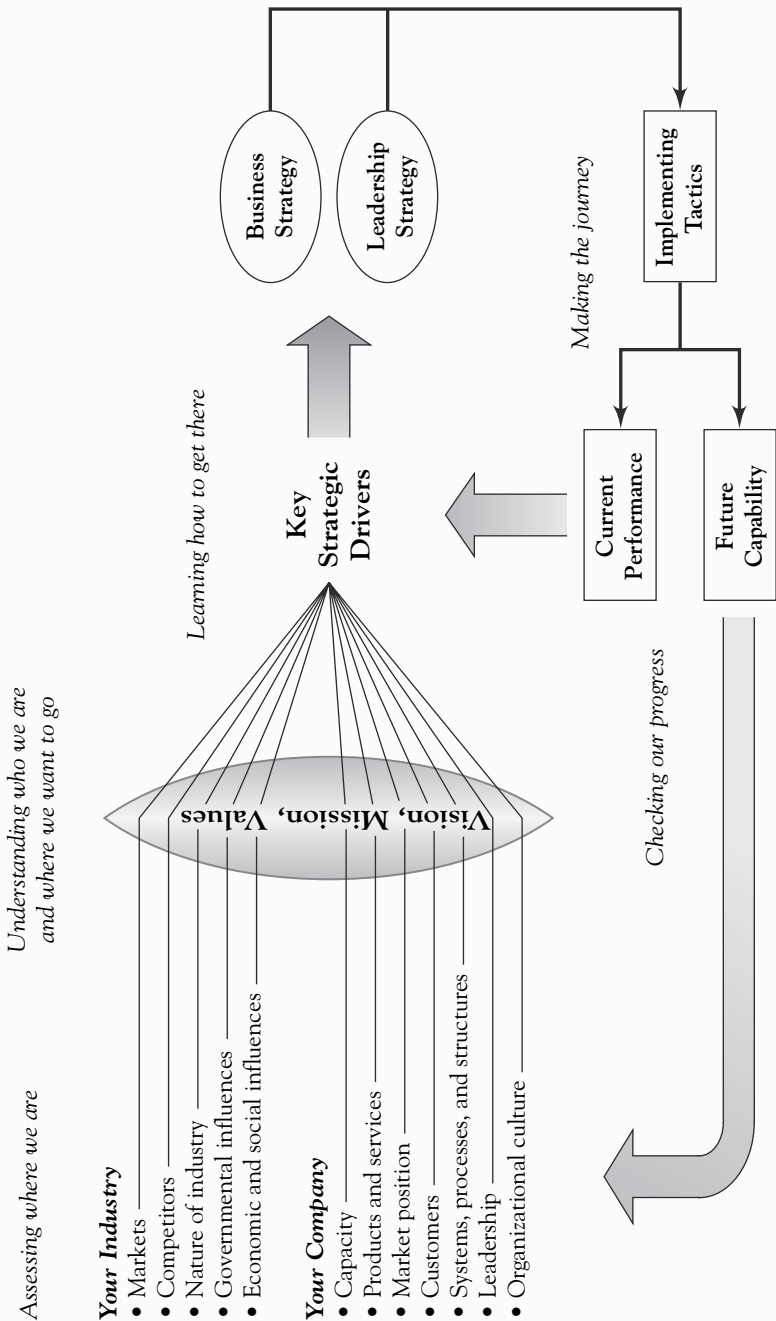 Assessing where we are
Your Industry
• Markets
• Competitors
• Nature of industry
• Governmental influences
• Economic and social influences
Your Company
• Capacity
• Products and services
• Market position
• Customers
• Systems, processes, and structures
• Leadership
• Organizational culture
Understanding who we are
and where we want to go
Vision, Mission, Values
Learning how to get there
Key
Strategic
Drivers
Business
Strategy
Leadership
Strategy
Making the journey
Implementing
Tactics
Current
Performance
Future
Capability
Checking our progress